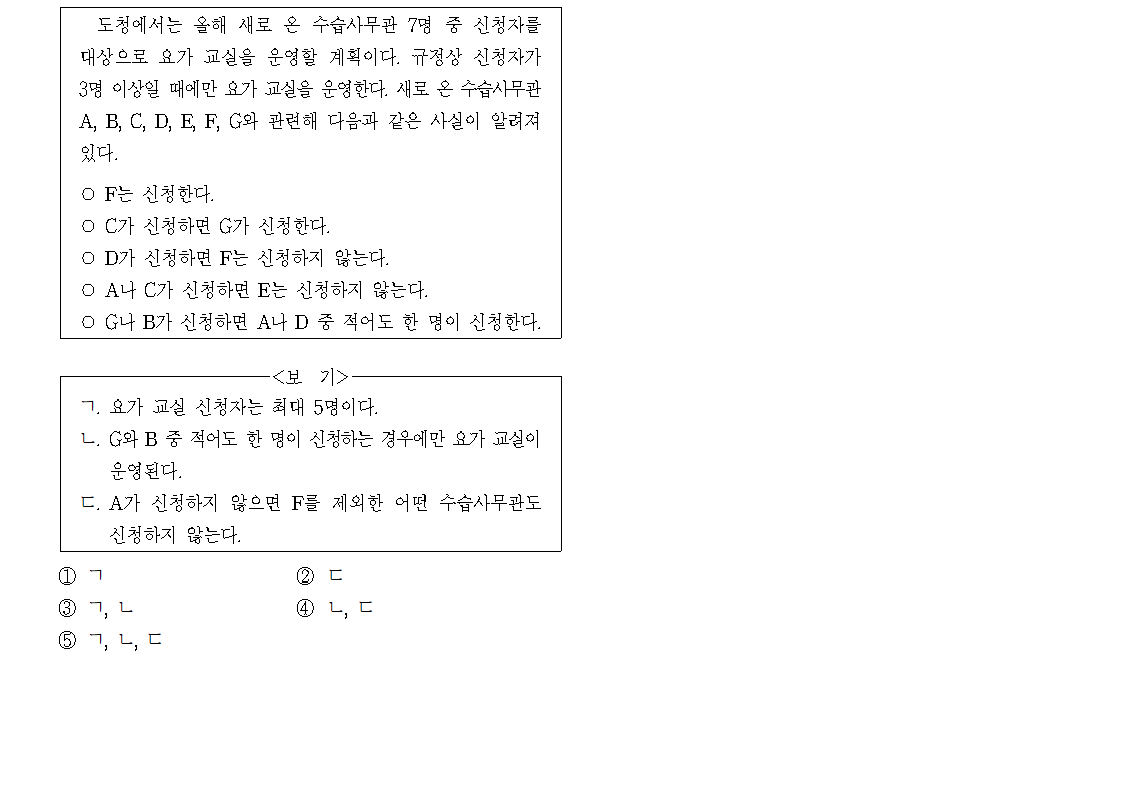 도청에서는 올해 새로 온 수습사무관 7명 중 신청자를
대상으로 요가 교실을 운영할 계획이다. 규정상 신청자가
3명 이상일 때에만 요가 교실을 운영한다. 새로 온 수습사무관
A, B, C, D, E, F, G와 관련해 다음과 같은 사실이 알려져
있다.
○ F는 신청한다.
○ C가 신청하면 G가 신청한다.
○ D가 신청하면 F는 신청하지 않는다.
○ A나 C가 신청하면 E는 신청하지 않는다.
○ G나 B가 신청하면 A나 D 중 적어도 한 명이 신청한다.
<보 기>
ㄱ. 요가 교실 신청자는 최대 5명이다.
ㄴ. G와 B 중 적어도 한 명이 신청하는 경우에만 요가 교실이
운영된다.
ㄷ. A가 신청하지 않으면 F를 제외한 어떤 수습사무관도
신청하지 않는다.
① ㄱ ② ㄷ
③ ㄱ, ㄴ ④ ㄴ, ㄷ
⑤ ㄱ, ㄴ, ㄷ